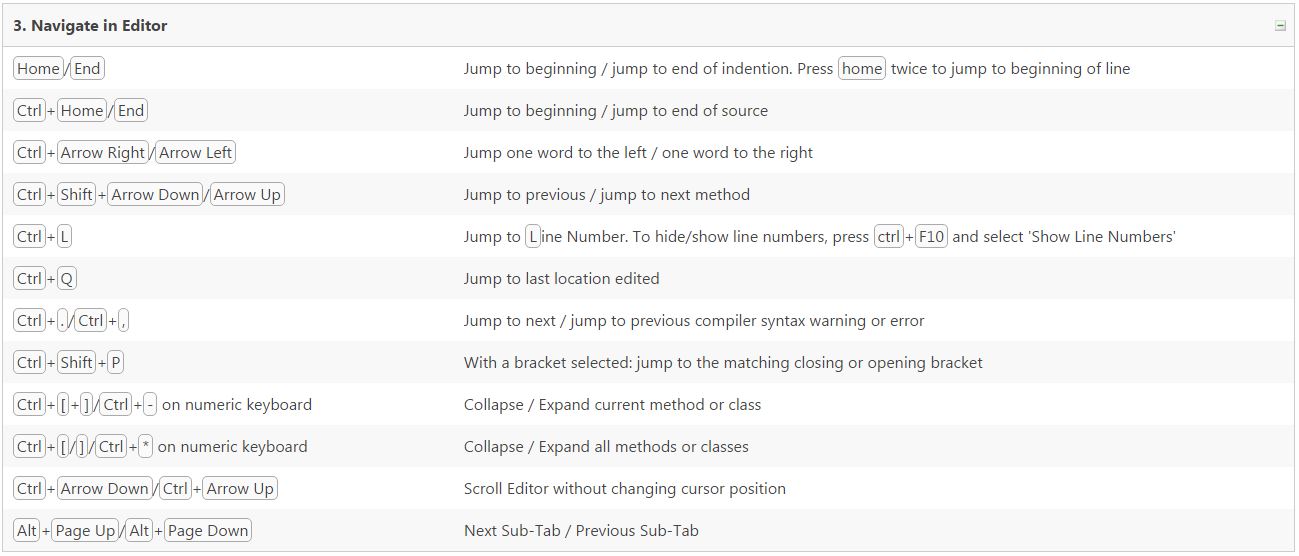 3. Navigate in Editor
Home/End Jump to beginning / jump to end of indention. Press home twice to jump to beginning of line
Ctrl+Home/End Jump to beginning / jump to end of source
Ctrl+Arrow Right/Arrow Left Jump one word to the left / one word to the right
Ctrl+Shift+Arrow Down/Arrow Up Jump to previous / jump to next method
Ctrl+L Jump to Line Number. To hide/show line numbers, press ctrl+F10 and select 'Show Line Numbers'
Ctrl+Q Jump to last location edited
Ctrl+./Ctrl+, Jump to next / jump to previous compiler syntax warning or error
Ctrl+Shift+P With a bracket selected: jump to the matching closing or opening bracket
Ctrl+[+]/Ctrl+- on numeric keyboard Collapse / Expand current method or class
Ctrl+[/]/Ctrl+* on numeric keyboard Collapse / Expand all methods or classes
Ctrl+Arrow Down/Ctrl+Arrow Up Scroll Editor without changing cursor position
Alt+Page Up/Alt+Page Down Next Sub-Tab / Previous Sub-Tab